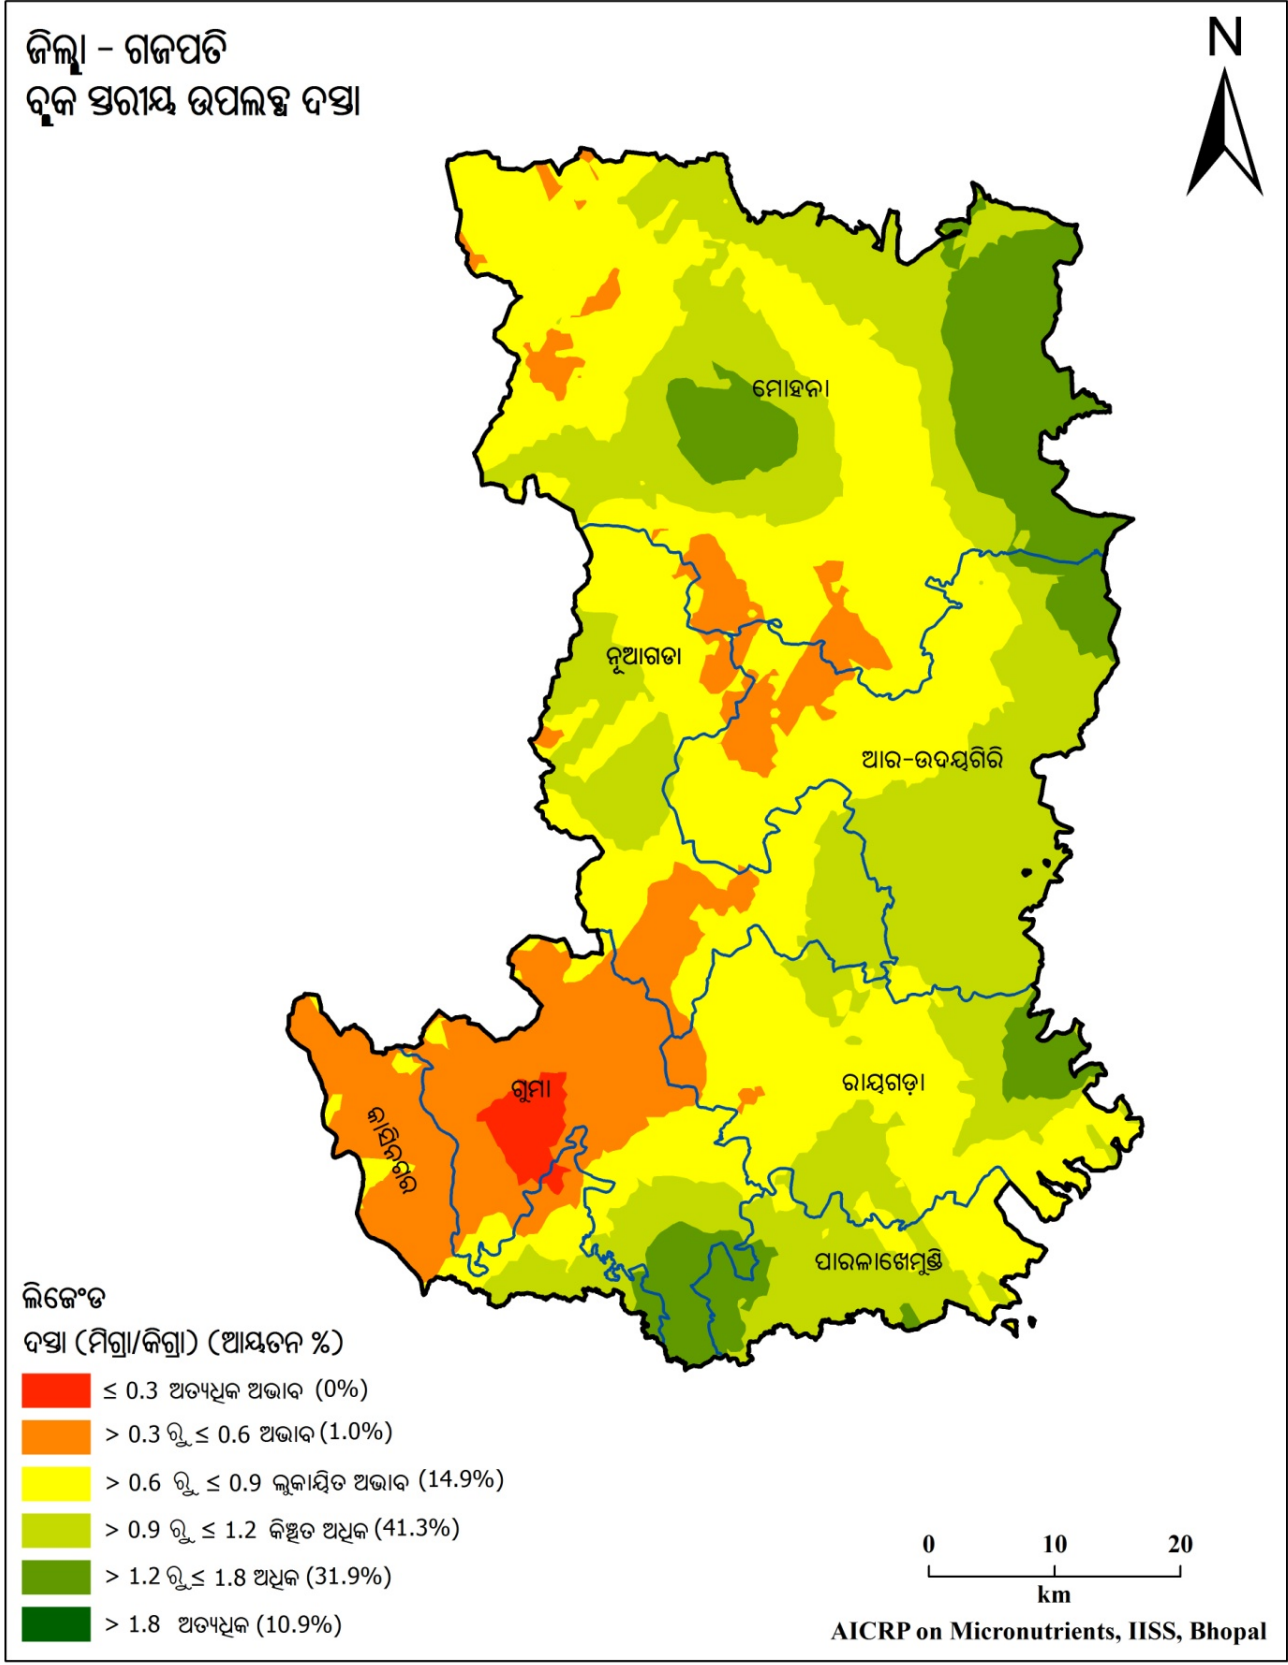 ଜିଲ୍ଲା - ଗଜପତି
ବ୍ଲକ ସ୍ତରୀୟ ଉପଲବ୍ଧ ଦସ୍ତା
N
ମୋହନା
ନୂଆଗଡା
ଆର-ଉଦୟଗିରି
ଗୁମା
ରାୟଗଡ଼ା
କାସିନଗର
ପାରଳାଖେମୁଣ୍ଡି
ଲିଜେଂଡ
ଦସ୍ତା (ମିଗ୍ରା/କିଗ୍ରା) (ଆୟତନ %)
≤ 0.3 ଅତ୍ୟଧିକ ଅଭାବ (0%)
> 0.3 ରୁ ≤ 0.6 ଅଭାବ (1.0%)
> 0.6 ରୁ ≤ 0.9 ଲୁକାୟିତ ଅଭାବ (14.9%)
> 0.9 ରୁ ≤ 1.2 କିଞ୍ଚିତ ଅଧିକ (41.3%)
> 1.2 ରୁ ≤ 1.8 ଅଧିକ (31.9%)
> 1.8 ଅତ୍ୟଧିକ (10.9%)
0 10 20
km
AICRP on Micronutrients, IISS, Bhopal